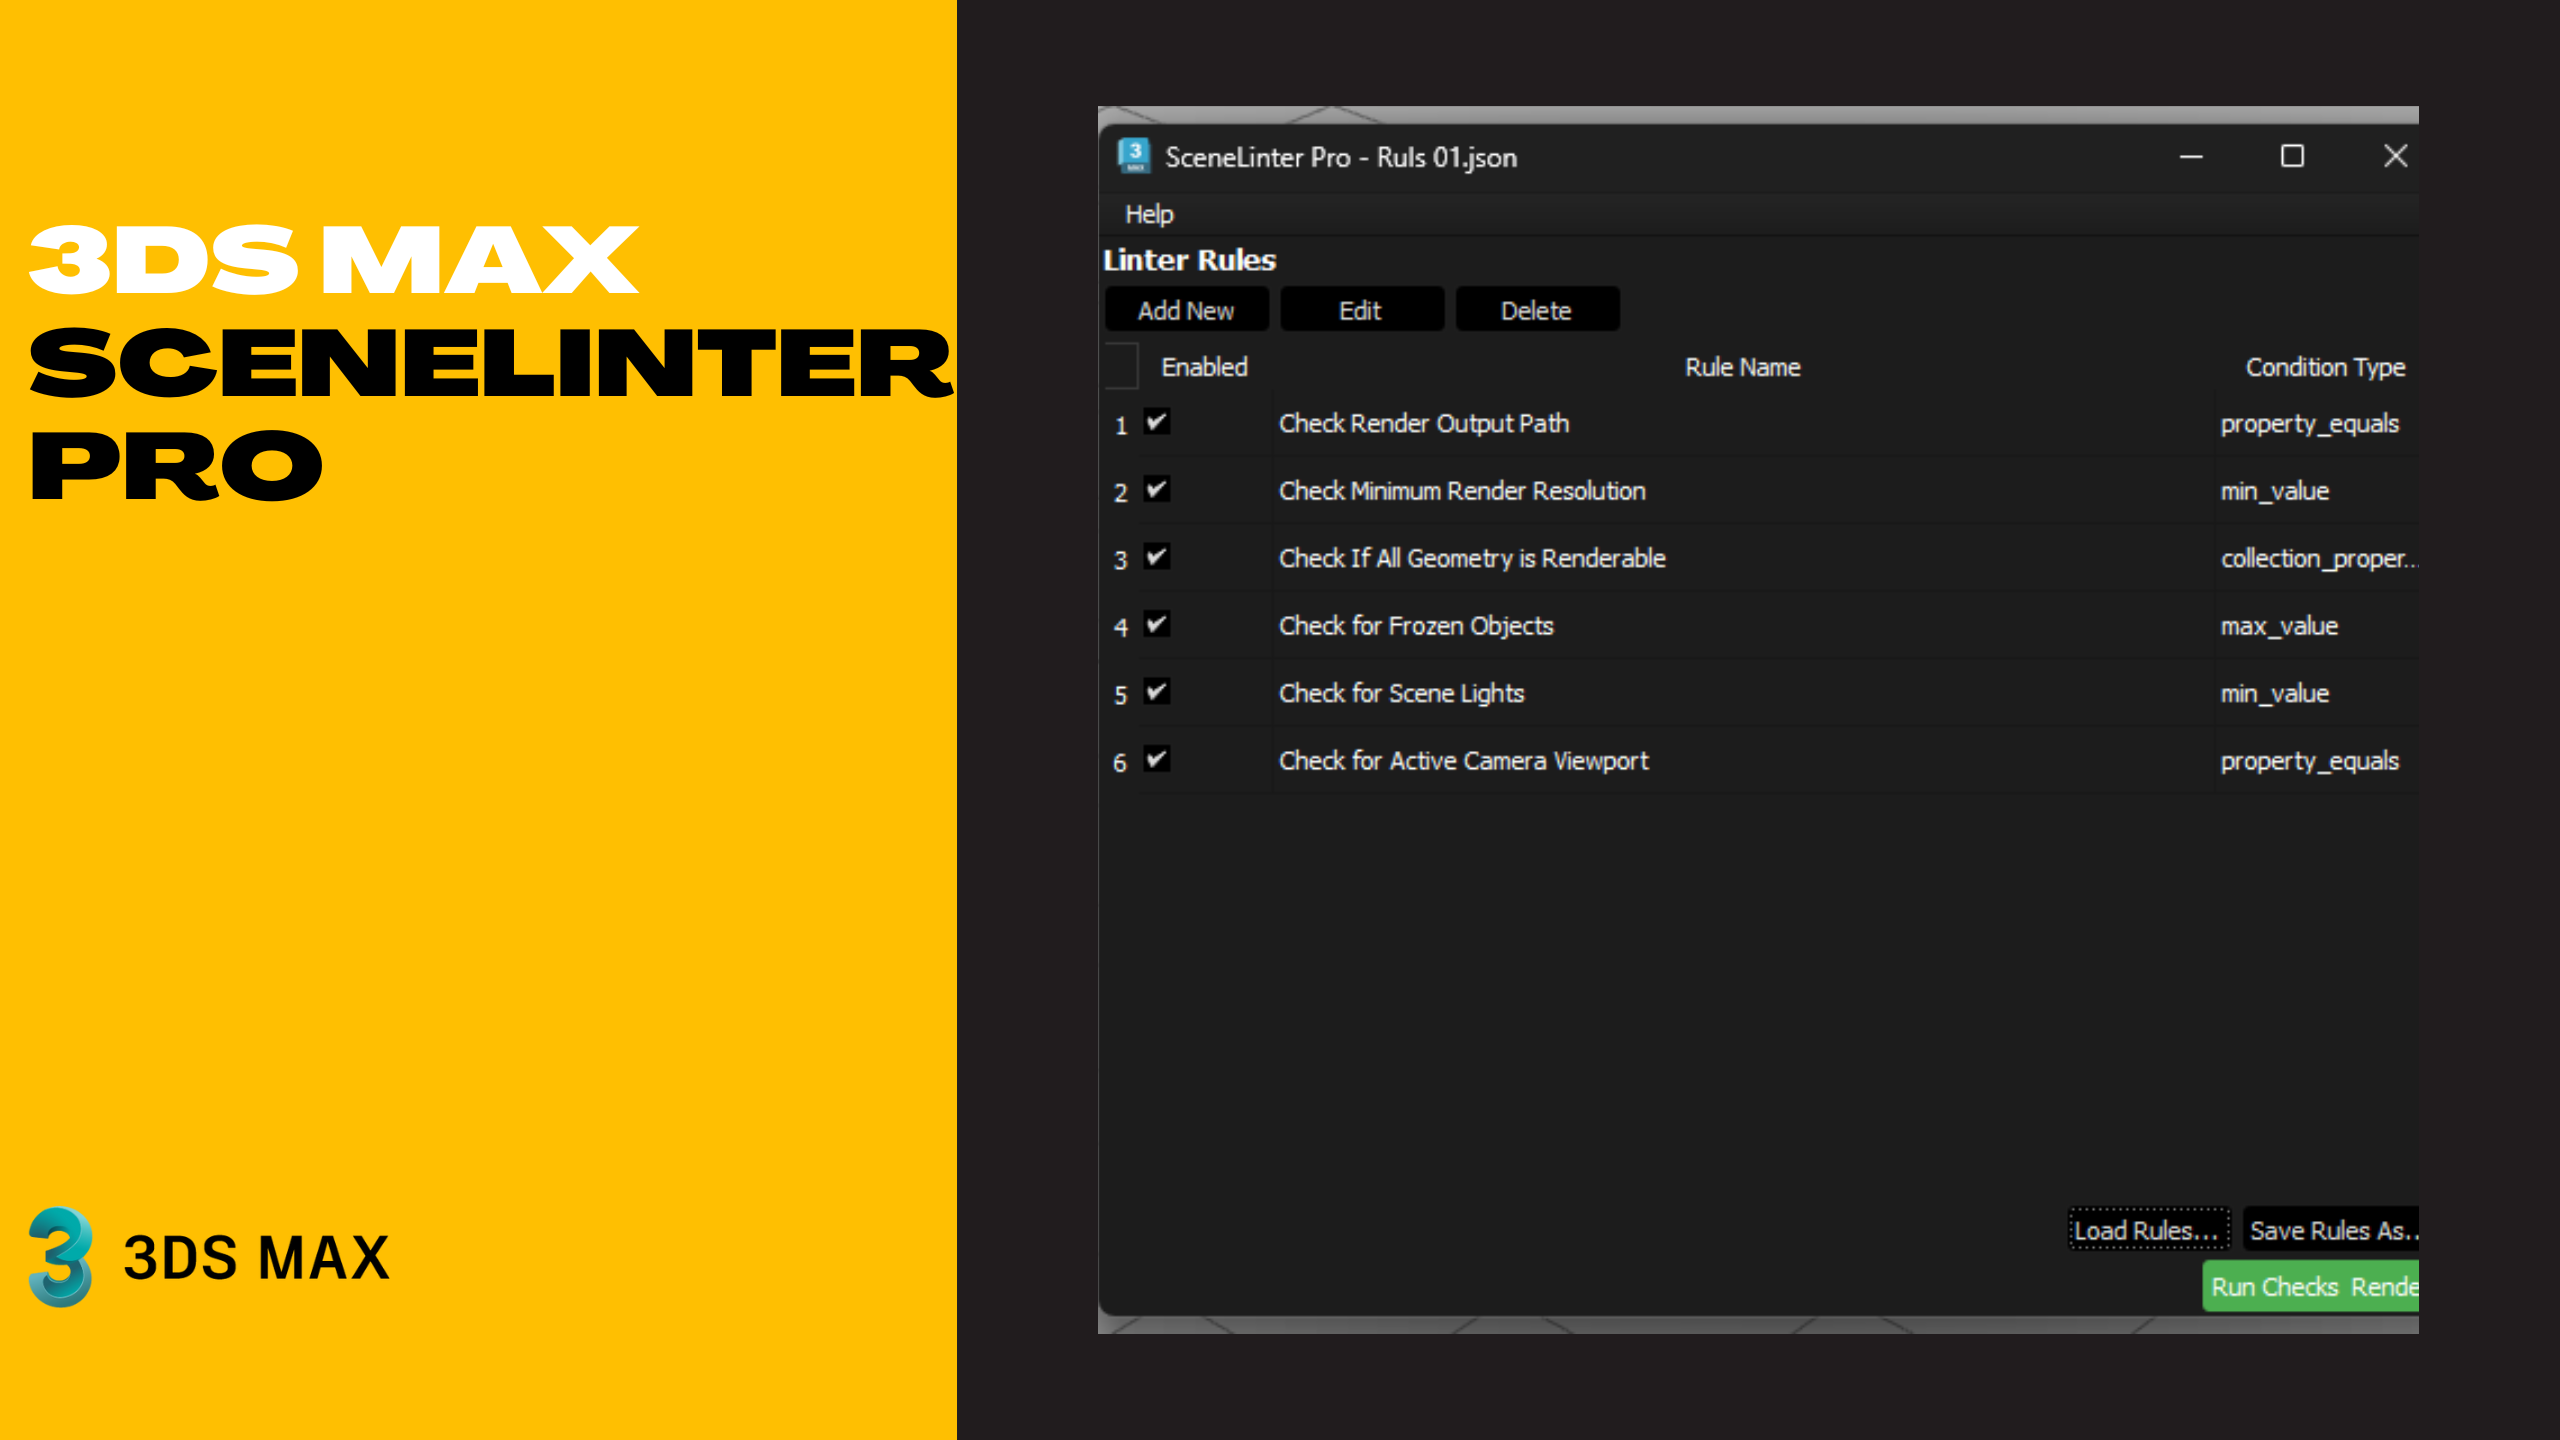 3DS MAX
SCENELINTER
PRO
3DS MAX
SceneLinter Pro - Ruls 01.json
Help
Linter Rules
Add New Edit Delete
Enabled Rule Name Condition Type
1 Check Render Output Path property_equals
2 Check Minimum Render Resolution min_value
3 Check If All Geometry is Renderable collection_proper...
4 Check for Frozen Objects max_value
5 Check for Scene Lights min_value
6 Check for Active Camera Viewport property_equals
Load Rules... Save Rules As..
Run Checks Rende